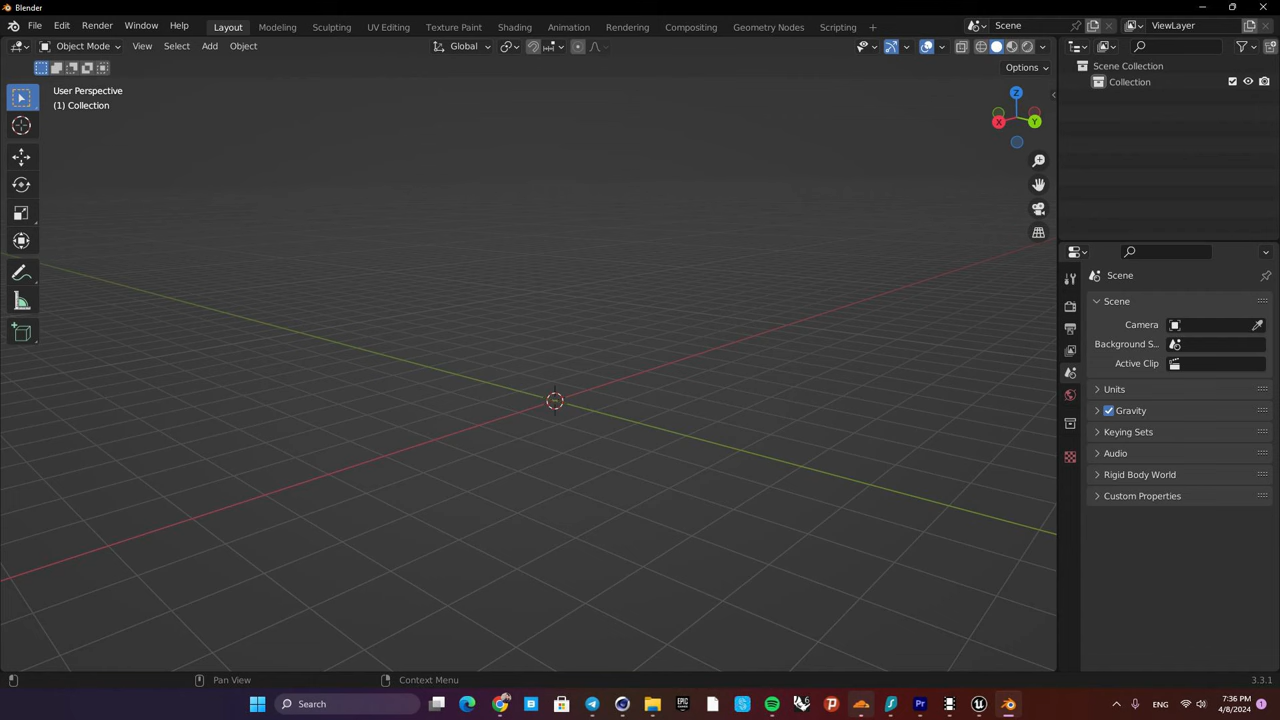 Blender
File Edit Render Window Help Layout Modeling Sculpting UV Editing Texture Paint Shading Animation Rendering Compositing Geometry Nodes Scripting + Scene ViewLayer
Object Mode View Select Add Object Global
Options
User Perspective
(1) Collection
Z
X
Y
Scene Collection
Collection
Scene
Scene
Camera
Background S...
Active Clip
Units
Gravity
Keying Sets
Audio
Rigid Body World
Custom Properties
Pan View Context Menu 3.3.1
Search
Pr
ENG
7:36 PM
4/8/2024